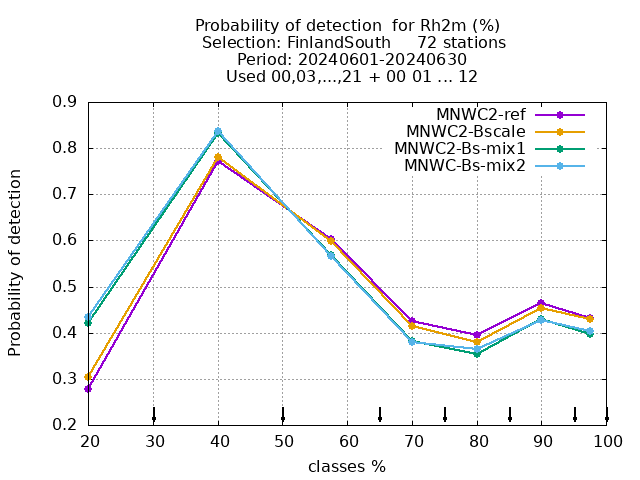 Probability of detection  for Rh2m (%)
Selection: FinlandSouth     72 stations
Period: 20240601-20240630
Used 00,03,...,21 + 00 01 ... 12
MNWC2-ref
MNWC2-Bscale
MNWC2-Bs-mix1
MNWC-Bs-mix2
Probability of detection
0.9
0.8
0.7
0.6
0.5
0.4
0.3
0.2
20 30 40 50 60 70 80 90 100
classes %